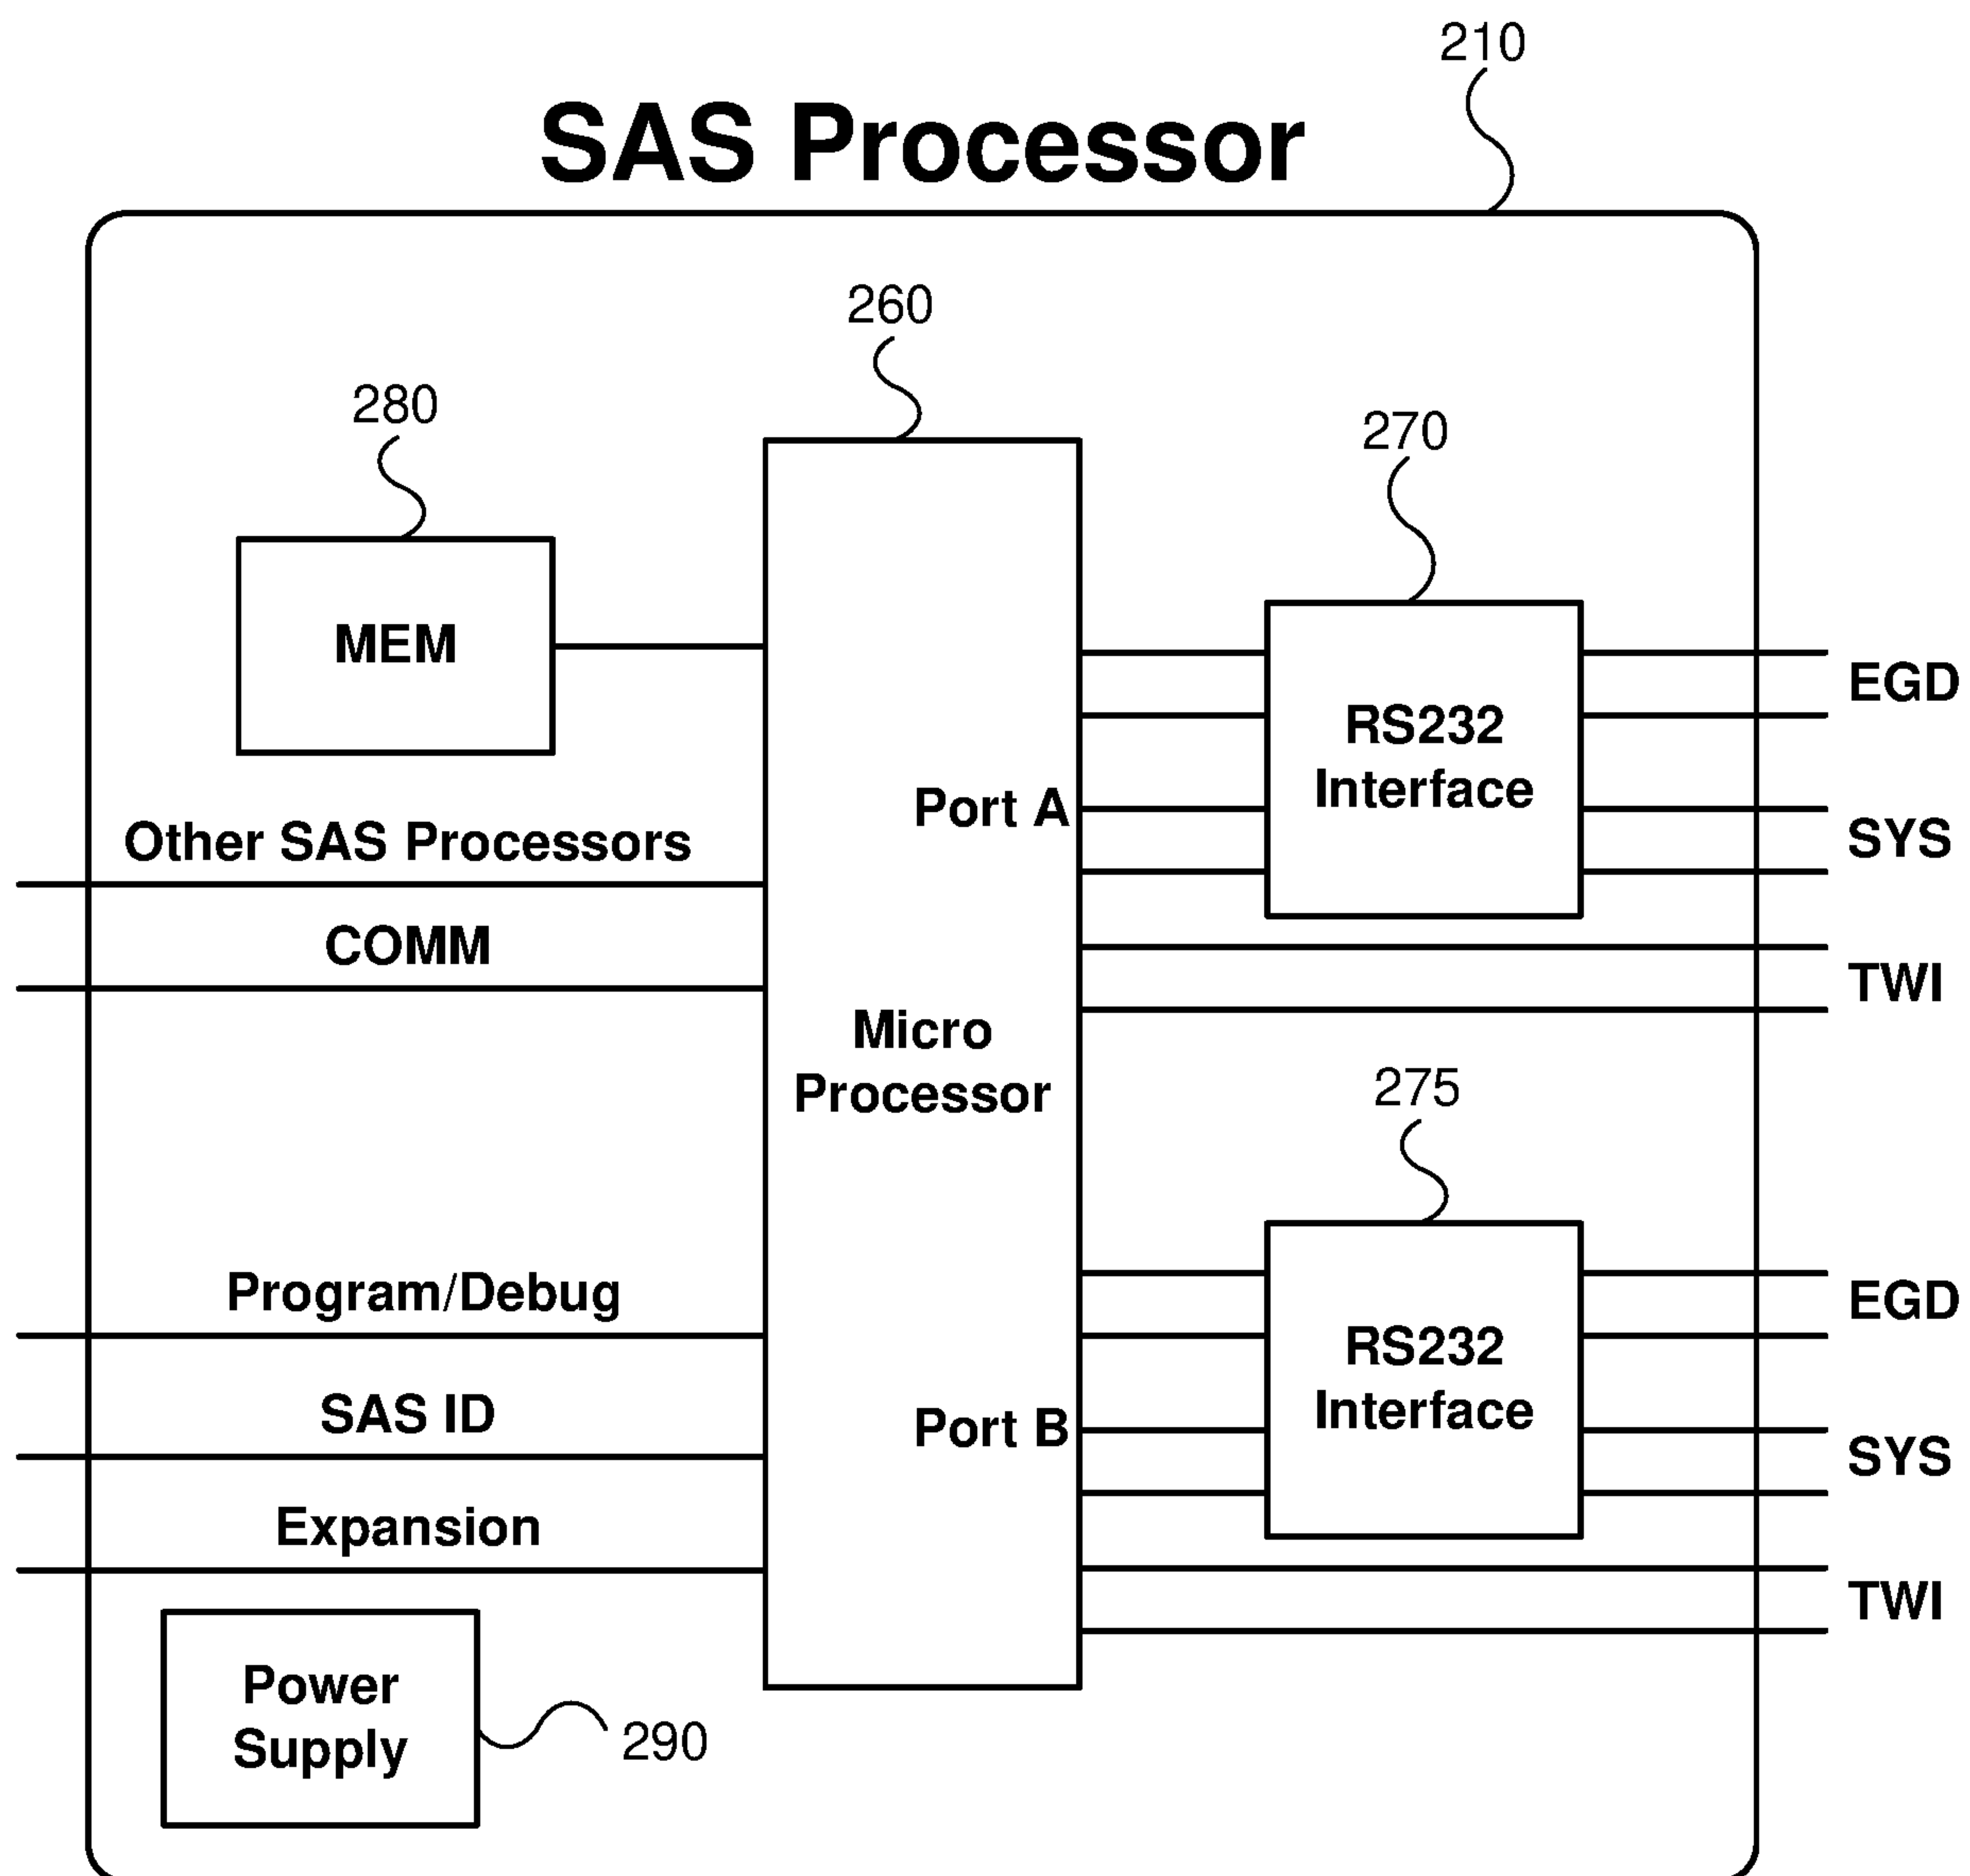 210
SAS Processor
260
280
270
MEM
EGD
RS232
Interface
Port A
Other SAS Processors
SYS
COMM
TWI
Micro
Processor
275
Program/Debug
EGD
RS232
Interface
SAS ID
Port B
SYS
Expansion
TWI
Power
Supply
290